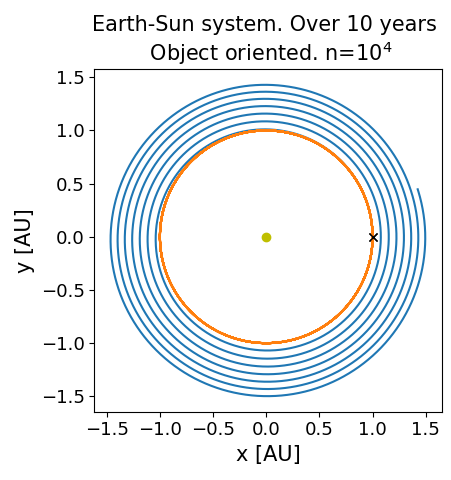 Earth-Sun system. Over 10 years
Object oriented. n=10⁴
1.5
1.0
0.5
0.0
−0.5
−1.0
−1.5
y [AU]
−1.5 −1.0 −0.5 0.0 0.5 1.0 1.5
x [AU]